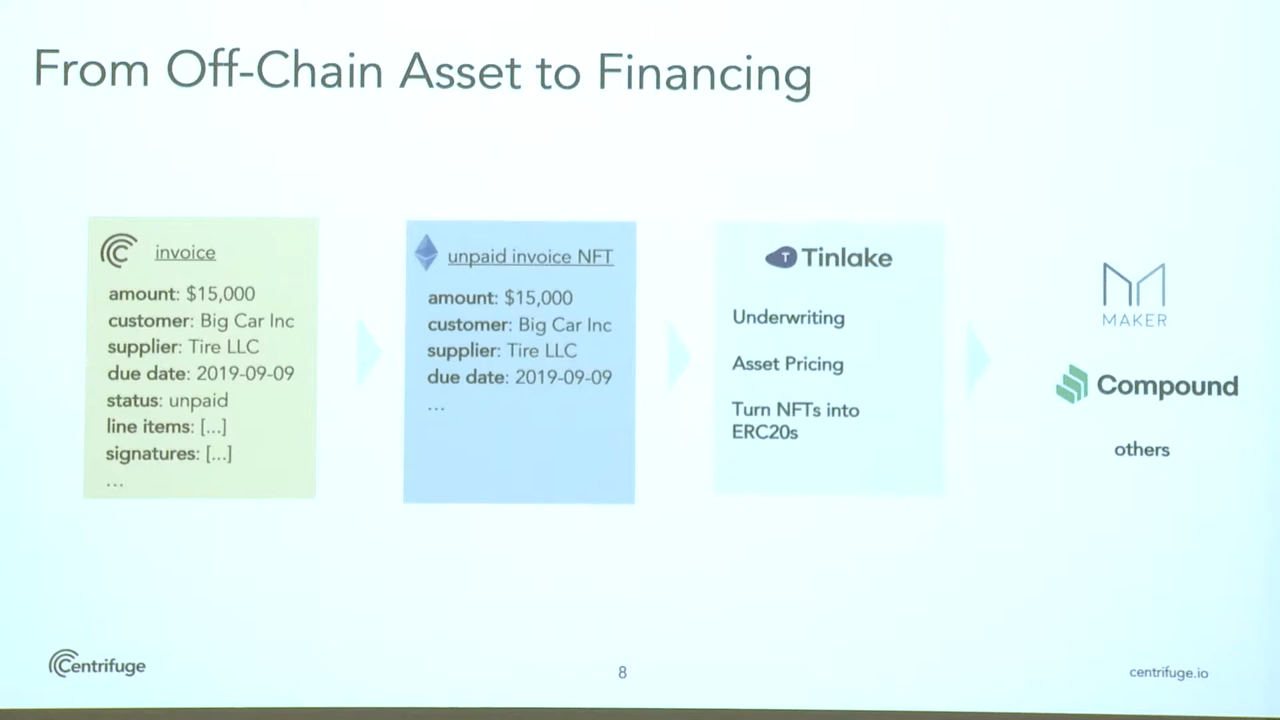 From Off-Chain Asset to Financing
invoice
amount: $15,000
customer: Big Car Inc
supplier: Tire LLC
due date: 2019-09-09
status: unpaid
line items: [...]
signatures: [...]
...
unpaid invoice NFT
amount: $15,000
customer: Big Car Inc
supplier: Tire LLC
due date: 2019-09-09
...
T Tinlake
Underwriting
Asset Pricing
Turn NFTs into
ERC20s
MAKER
Compound
others
Centrifuge
8
centrifuge.io